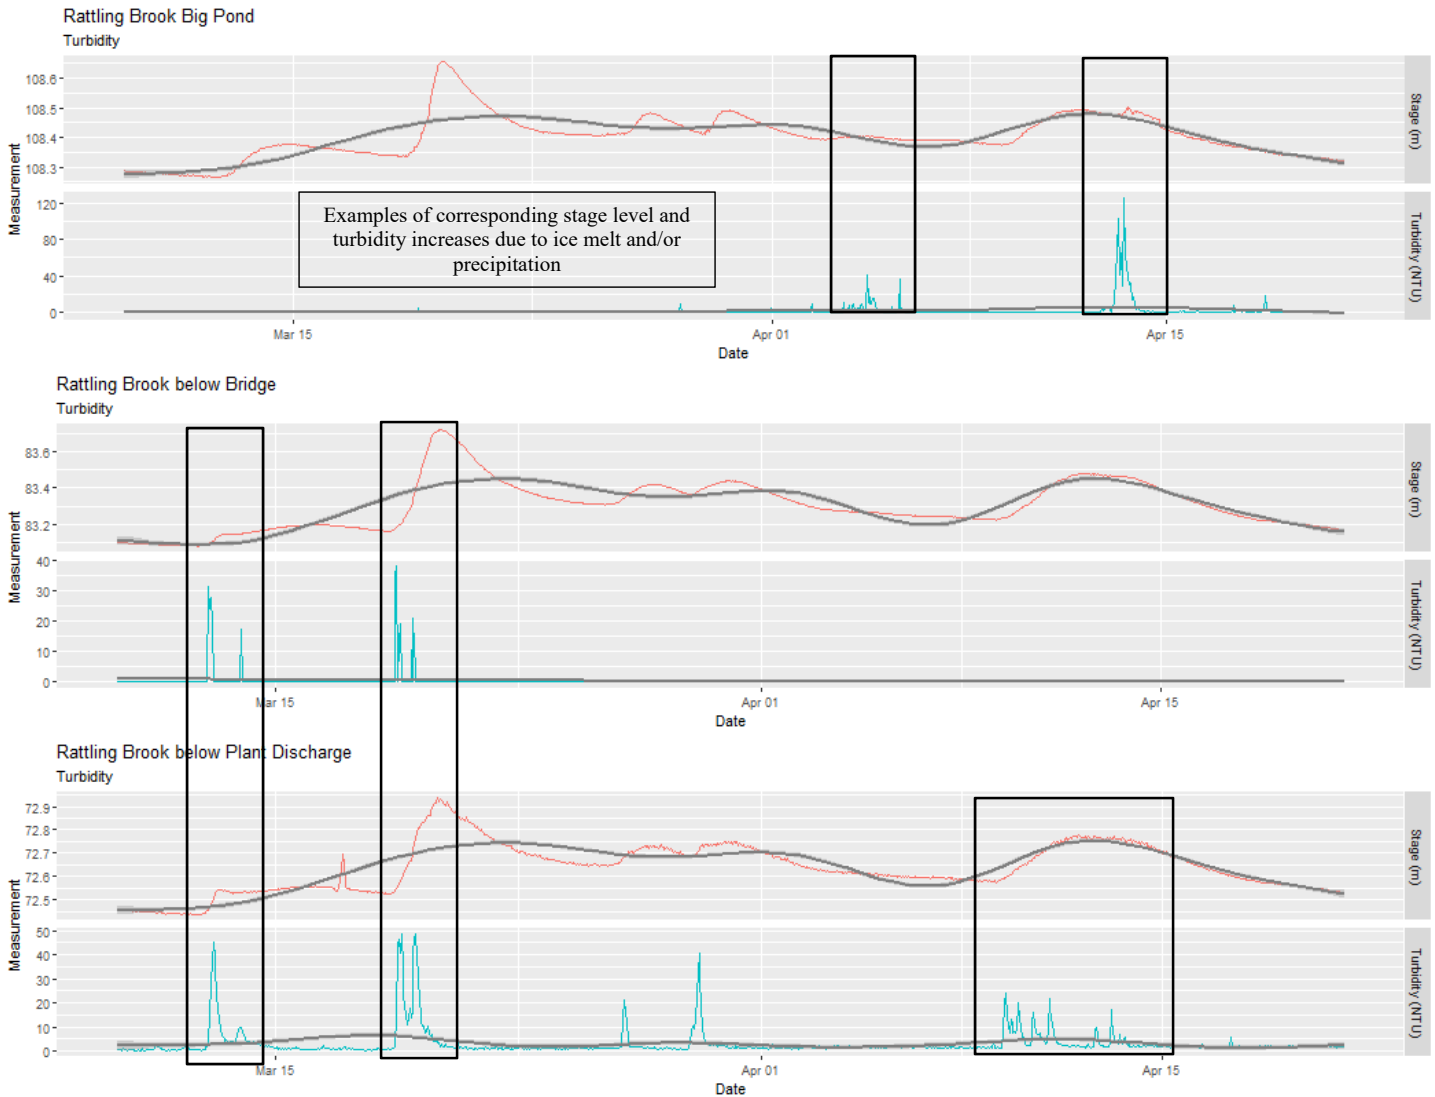 Rattling Brook Big Pond
Turbidity
108.6
108.5
108.4
108.3
Stage (m)
Measurement
120
80
40
0
Turbidity (NTU)
Examples of corresponding stage level and
turbidity increases due to ice melt and/or
precipitation
Mar 15
Apr 01
Apr 15
Date
Rattling Brook below Bridge
Turbidity
83.6
83.4
83.2
Stage (m)
Measurement
40
30
20
10
0
Turbidity (NTU)
Mar 15
Apr 01
Apr 15
Date
Rattling Brook below Plant Discharge
Turbidity
72.9
72.8
72.7
72.6
72.5
Stage (m)
Measurement
50
40
30
20
10
0
Turbidity (NTU)
Mar 15
Apr 01
Apr 15
Date